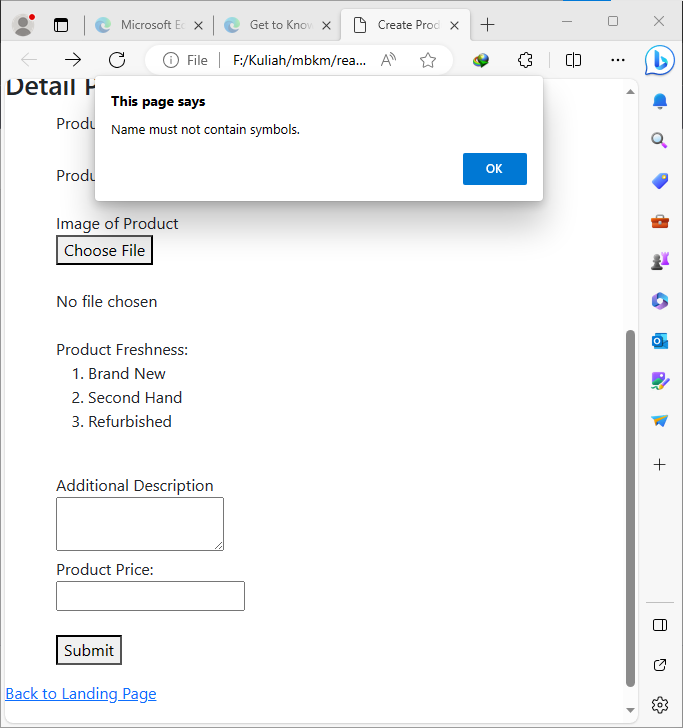 Microsoft E
Get to Know
Create Prod
File
F:/Kuliah/mbkm/rea...
Detail P
This page says
Name must not contain symbols.
OK
Produ
Produ
Image of Product
Choose File
No file chosen
Product Freshness:
1. Brand New
2. Second Hand
3. Refurbished
Additional Description
Product Price:
Submit
Back to Landing Page